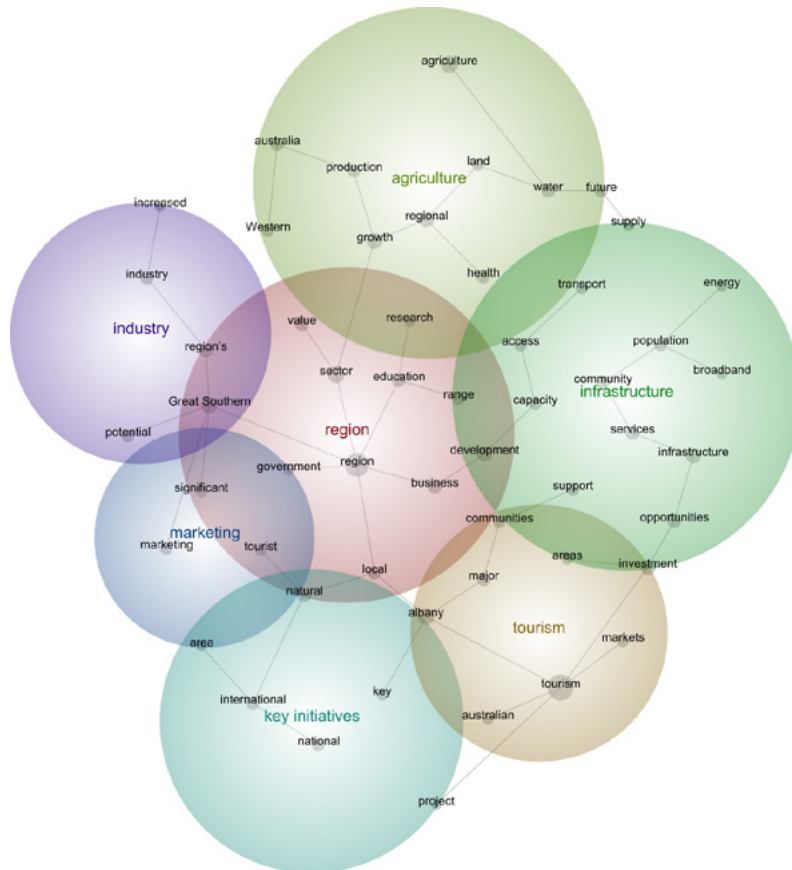 agriculture
australia
production
land
agriculture
water
future
increased
regional
supply
Western
growth
industry
health
transport
energy
value
research
industry
region's
access
population
sector
education
broadband
community
infrastructure
Great Southern
range
capacity
potential
region
services
development
infrastructure
government
region
business
significant
support
communities
opportunities
marketing
marketing
tourist
areas
investment
local
major
natural
albany
tourism
markets
area
tourism
international
key
key initiatives
australian
national
project